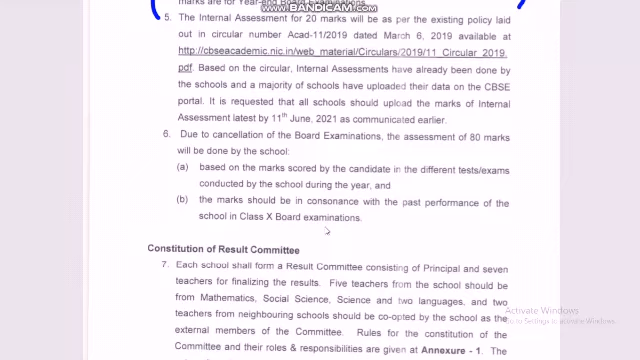 marks are for Year-end Board Examinations.
www.BANDICAM.com
5. The Internal Assessment for 20 marks will be as per the existing policy laid
out in circular number Acad-11/2019 dated March 6, 2019 available at
http://cbseacademic.nic.in/web_material/Circulars/2019/11_Circular_2019.
pdf. Based on the circular, Internal Assessments have already been done by
the schools and a majority of schools have uploaded their data on the CBSE
portal. It is requested that all schools should upload the marks of Internal
Assessment latest by 11th June, 2021 as communicated earlier.
6. Due to cancellation of the Board Examinations, the assessment of 80 marks
will be done by the school:
(a) based on the marks scored by the candidate in the different tests/exams
conducted by the school during the year, and
(b) the marks should be in consonance with the past performance of the
school in Class X Board examinations.
Constitution of Result Committee
7. Each school shall form a Result Committee consisting of Principal and seven
teachers for finalizing the results. Five teachers from the school should be
from Mathematics, Social Science, Science and two languages, and two
teachers from neighbouring schools should be co-opted by the school as the
external members of the Committee. Rules for the constitution of the
Committee and their roles & responsibilities are given at Annexure - 1. The
Activate Windows
Go to Settings to activate Windows.